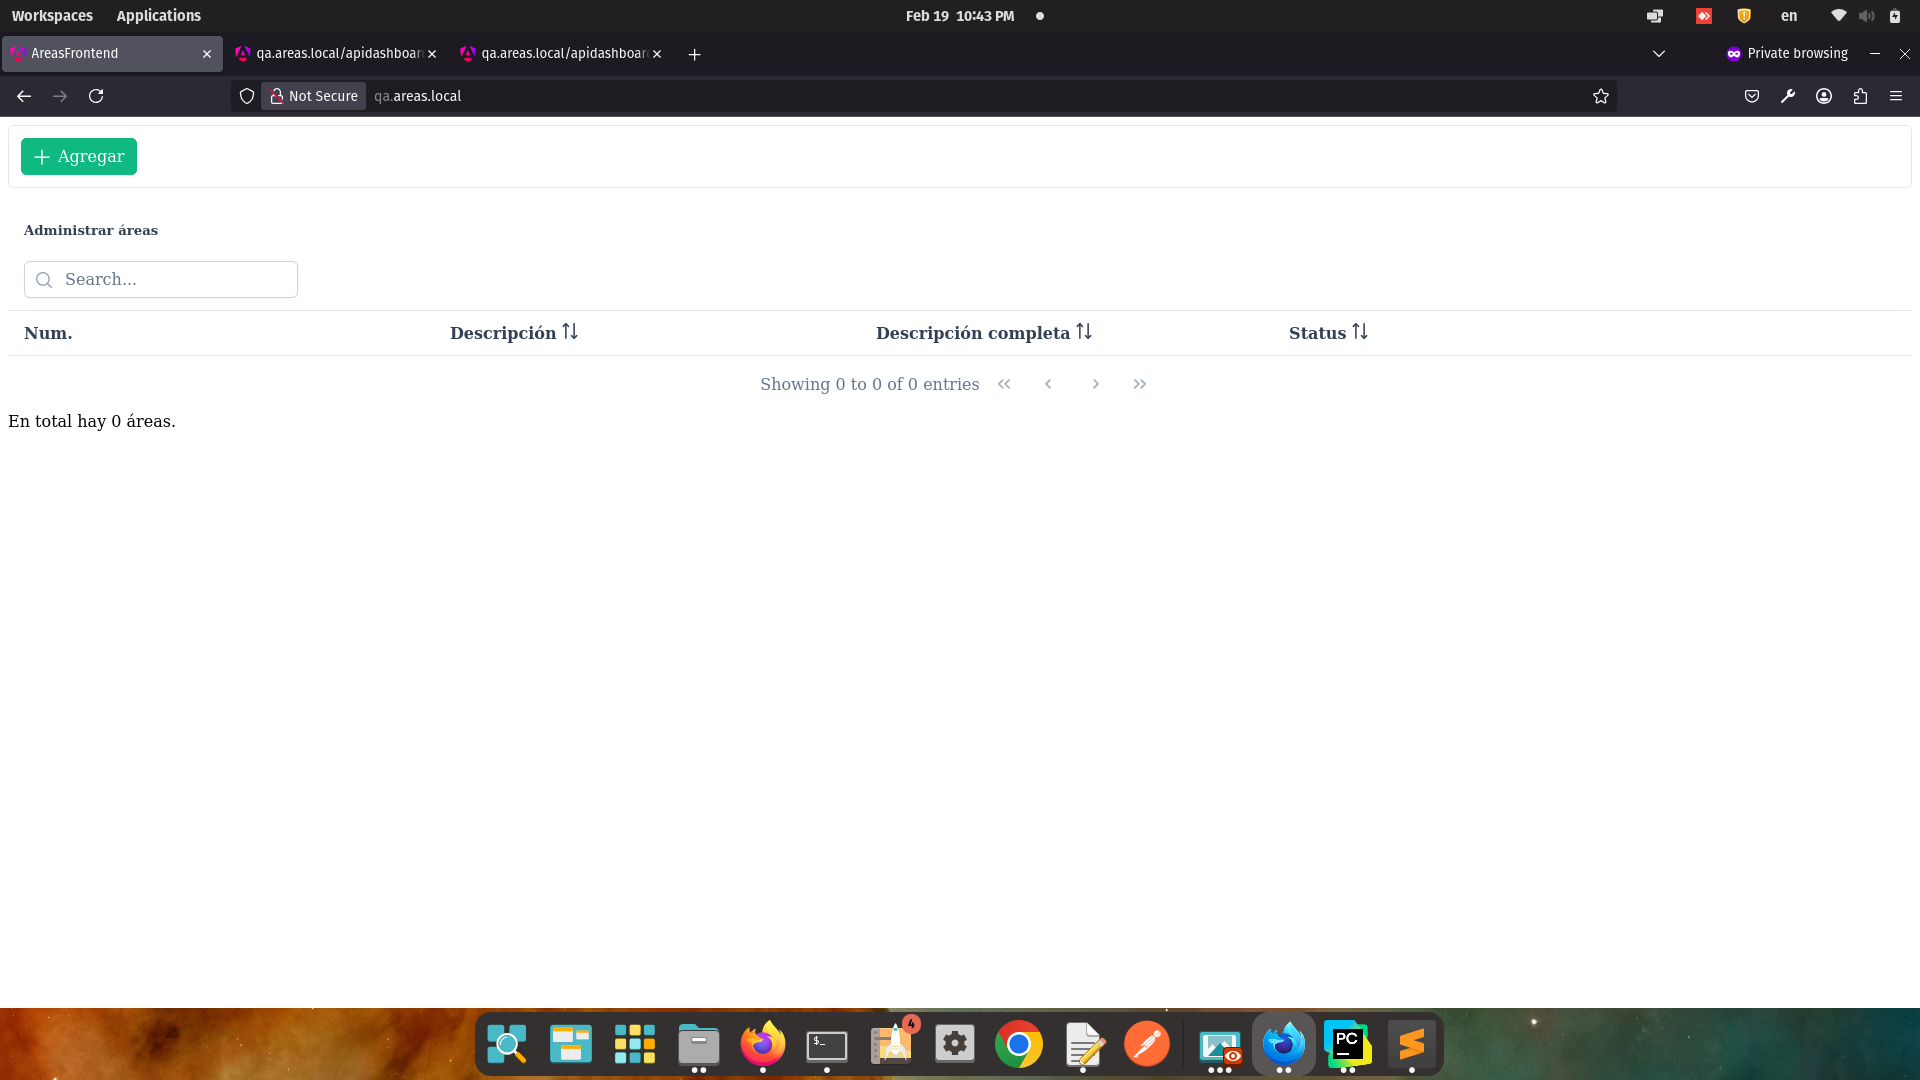 Workspaces Applications Feb 19 10:43 PM en
AreasFrontend qa.areas.local/apidashboar qa.areas.local/apidashboar Private browsing
Not Secure qa.areas.local
Agregar
Administrar áreas
Search...
Num. Descripción Descripción completa Status
Showing 0 to 0 of 0 entries
En total hay 0 áreas.
4
$_
PC